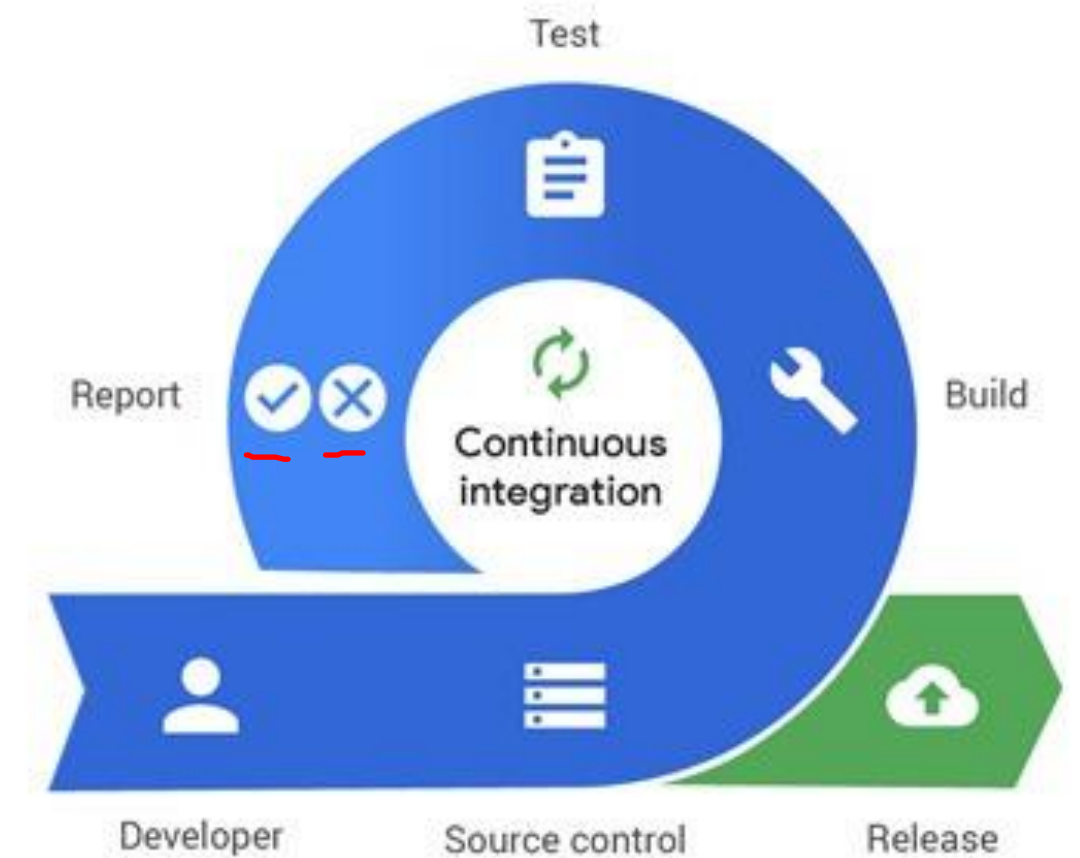 Test
Report
Build
Continuous
integration
Developer
Source control
Release